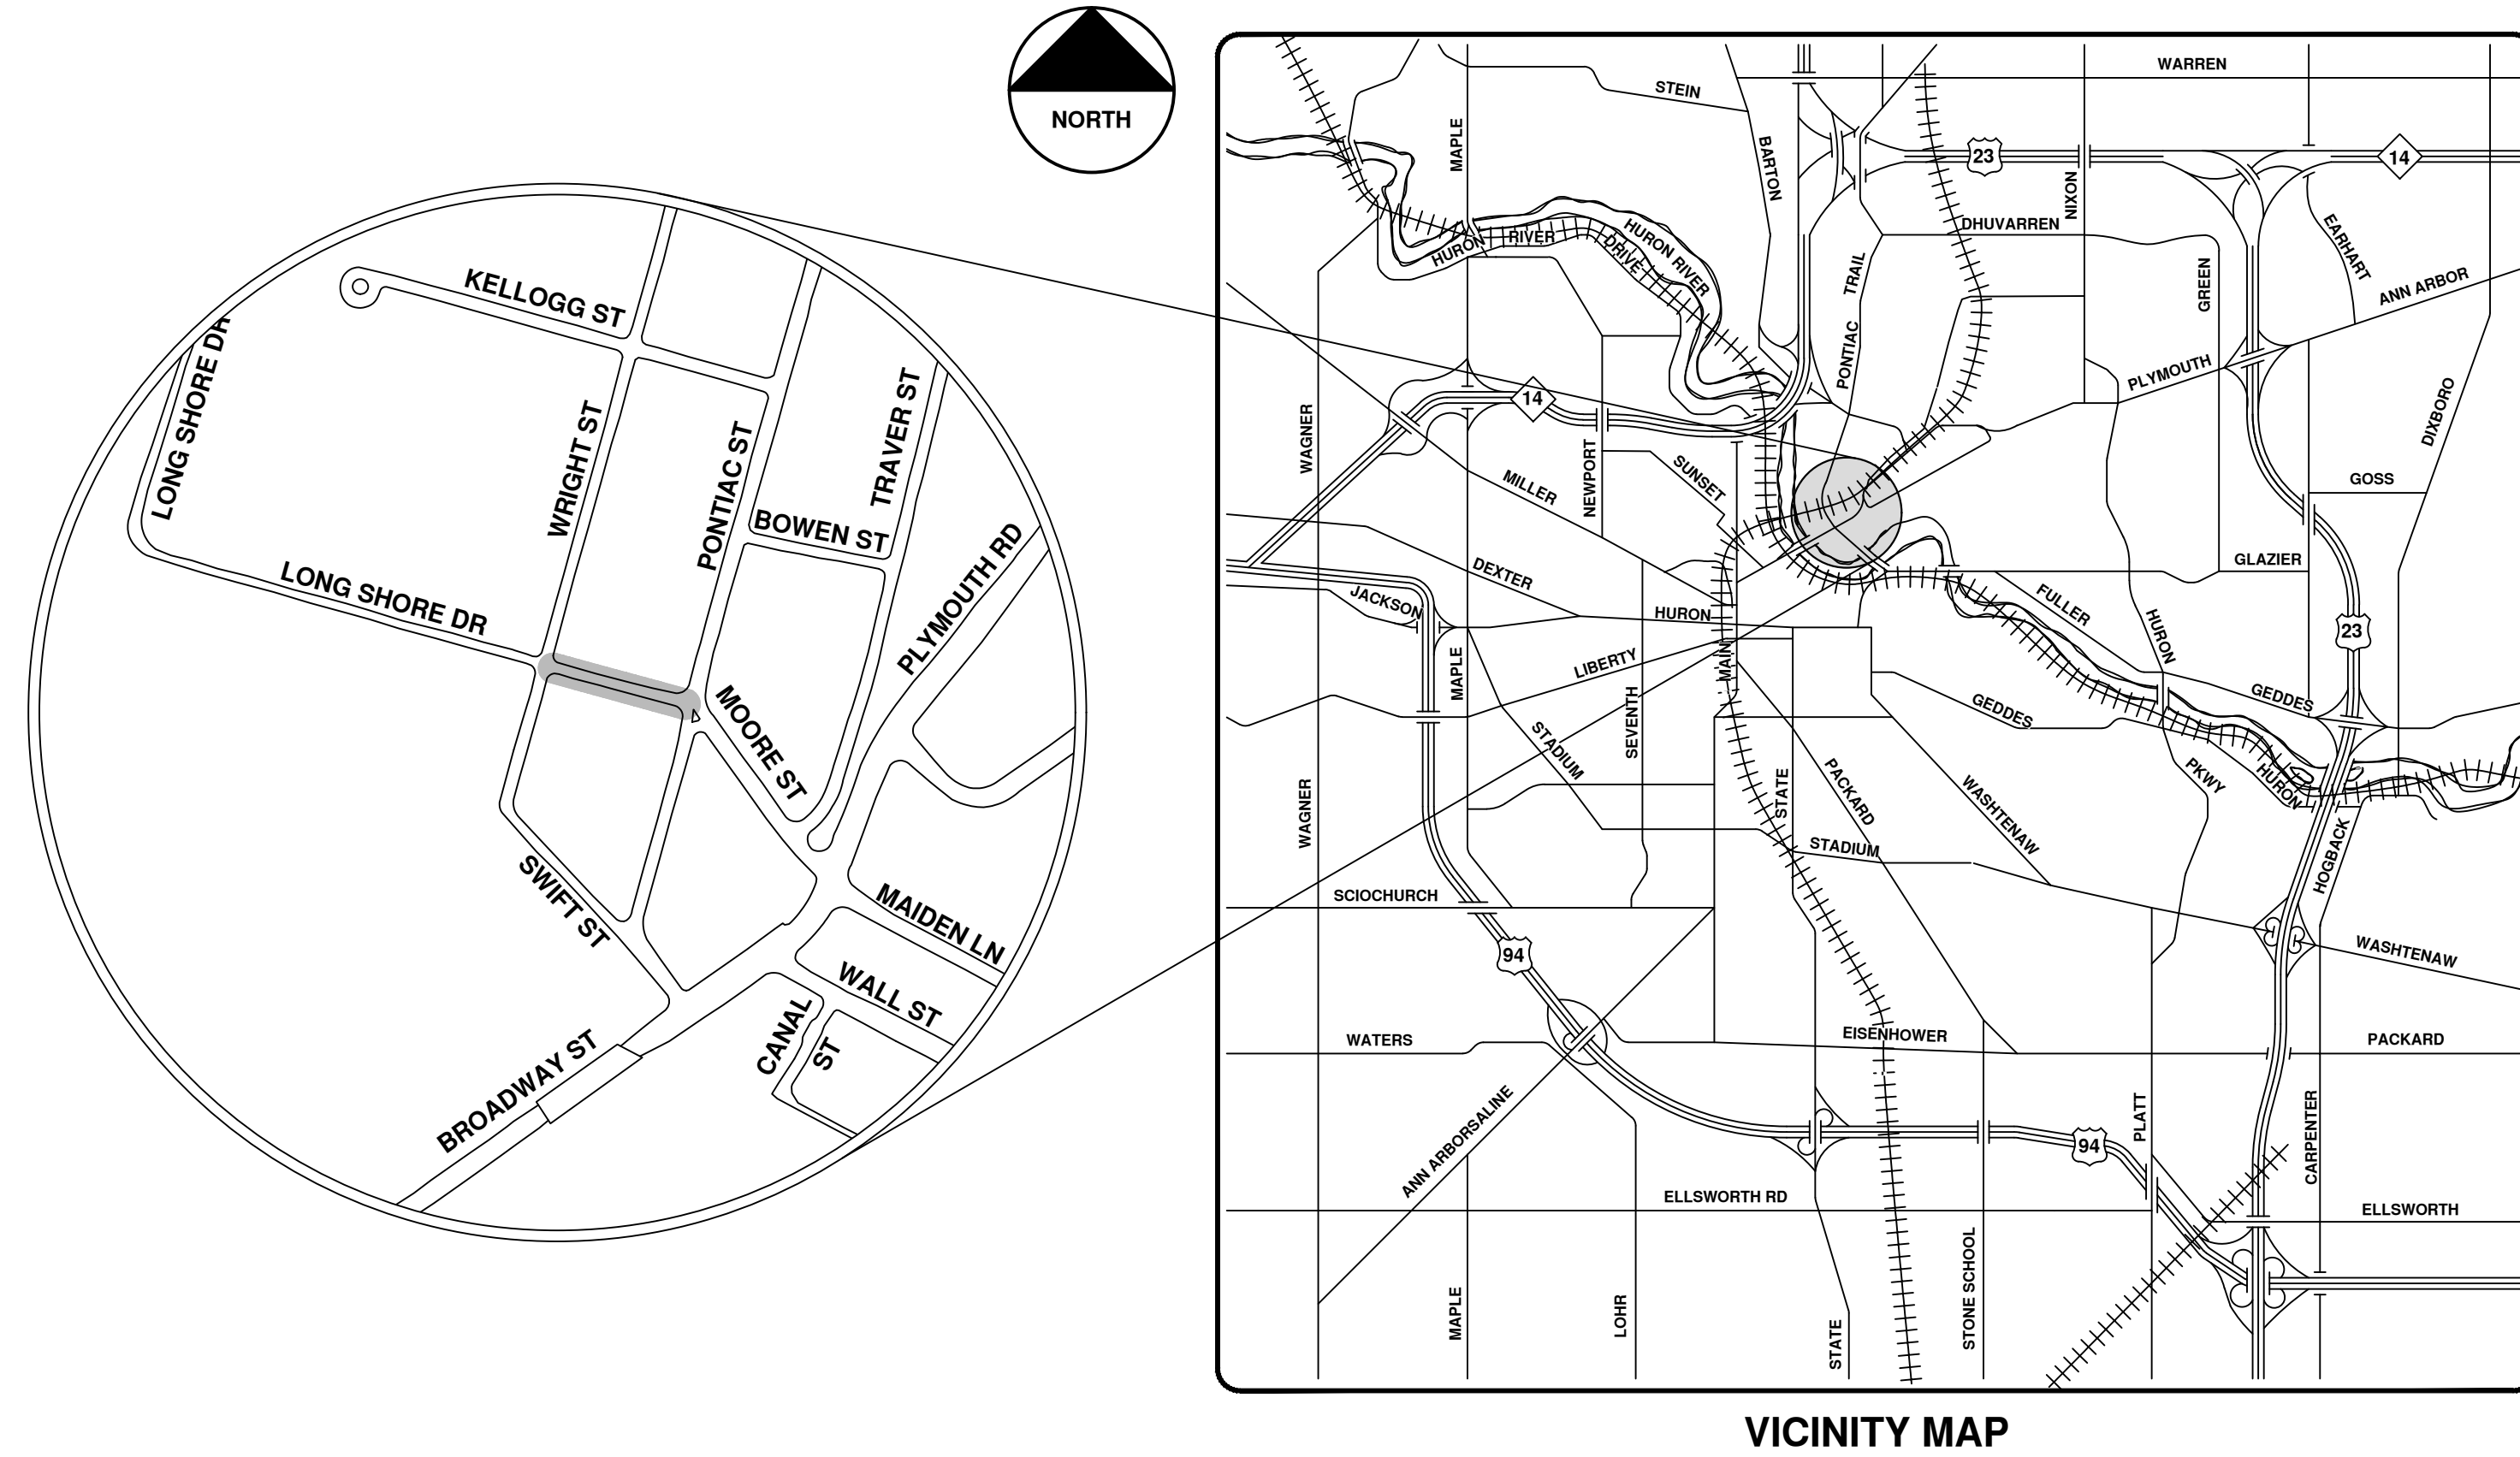 NORTH
KELLOGG ST
LONG SHORE DR
WRIGHT ST
PONTIAC ST
TRAVER ST
BOWEN ST
PLYMOUTH RD
LONG SHORE DR
MOORE ST
SWIFT ST
MAIDEN LN
WALL ST
CANAL
ST
BROADWAY ST
WARREN
STEIN
MAPLE
BARTON
23
14
NIXON
DHUVARREN
EARHART
HURON
RIVER
DRIVE
HURON RIVER
TRAIL
GREEN
ANN ARBOR
PONTIAC
PLYMOUTH
14
WAGNER
NEWPORT
SUNSET
MILLER
DIXBORO
GOSS
DEXTER
GLAZIER
JACKSON
HURON
FULLER
HURON
23
MAPLE
LIBERTY
MAIN
SEVENTH
GEDDES
GEDDES
STADIUM
WAGNER
STATE
PACKARD
WASHTENAW
PKWY
HURON
STADIUM
HOGBACK
SCIOCHURCH
94
WASHTENAW
WATERS
EISENHOWER
PACKARD
ANN ARBORSALINE
PLATT
94
CARPENTER
ELLSWORTH RD
ELLSWORTH
MAPLE
LOHR
STATE
STONE SCHOOL
VICINITY MAP